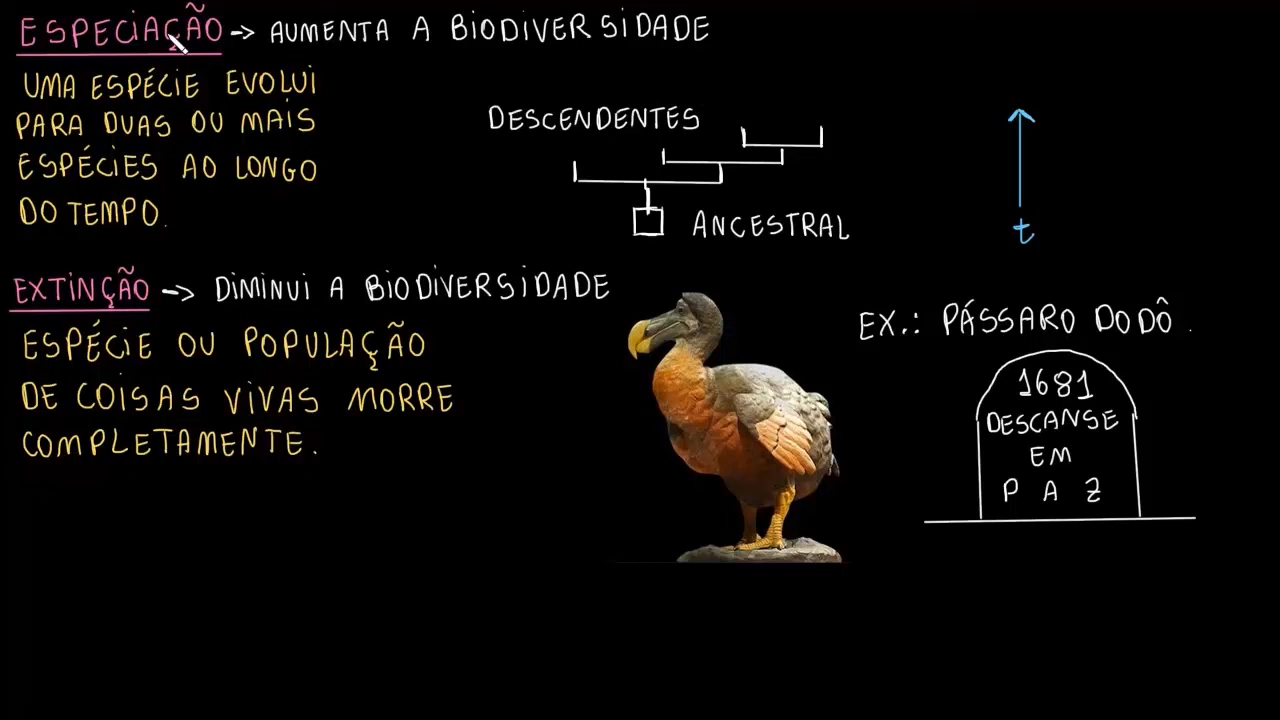 ESPECIAÇÃO -> AUMENTA A BIODIVERSIDADE
UMA ESPÉCIE EVOLUI
PARA DUAS OU MAIS
ESPÉCIES AO LONGO
DO TEMPO.
DESCENDENTES
ANCESTRAL
t
EXTINÇÃO -> DIMINUI A BIODIVERSIDADE
ESPÉCIE OU POPULAÇÃO
DE COISAS VIVAS MORRE
COMPLETAMENTE.
EX.: PÁSSARO DODÔ.
1681
DESCANSE
EM
PAZ